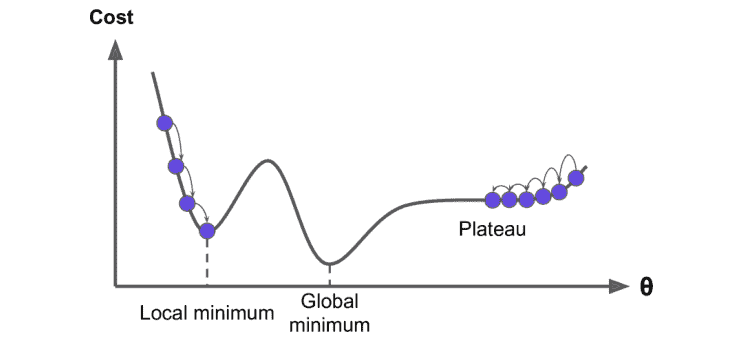 Cost
Plateau
θ
Local minimum
Global
minimum